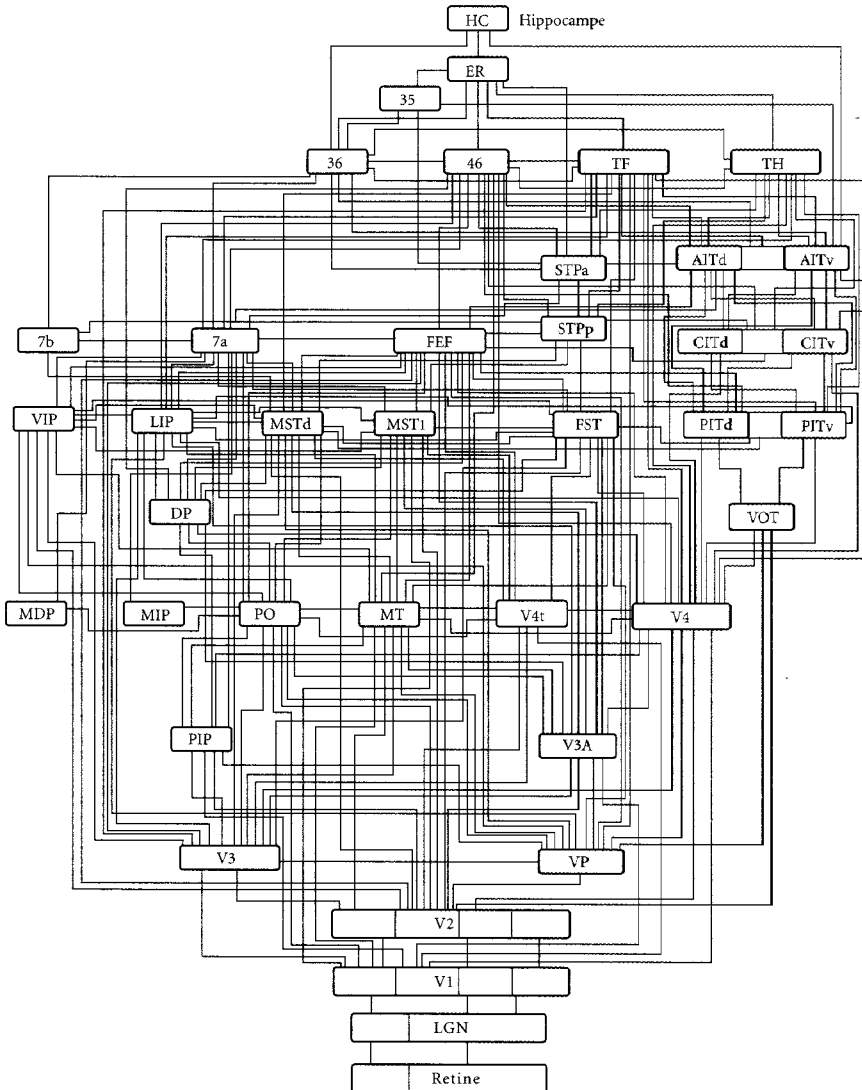 HC Hippocampe
ER
35
36 46 TF TH
STPa AITd AITv
7b 7a FEF STPp CITd CITv
VIP LIP MSTd MSTl FST PITd PITv
DP VOT
MDP MIP PO MT V4t V4
PIP V3A
V3 VP
V2
V1
LGN
Retine